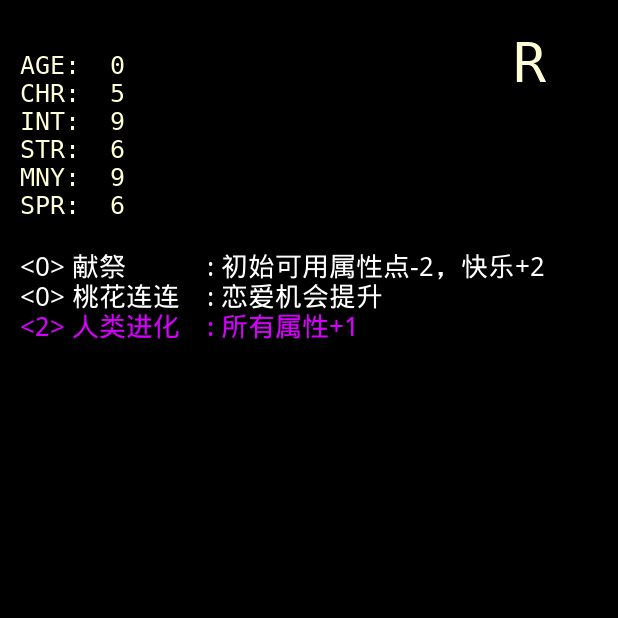 R
AGE: 0
CHR: 5
INT: 9
STR: 6
MNY: 9
SPR: 6
<0> 献祭 : 初始可用属性点-2，快乐+2
<0> 桃花连连 : 恋爱机会提升
<2> 人类进化 : 所有属性+1